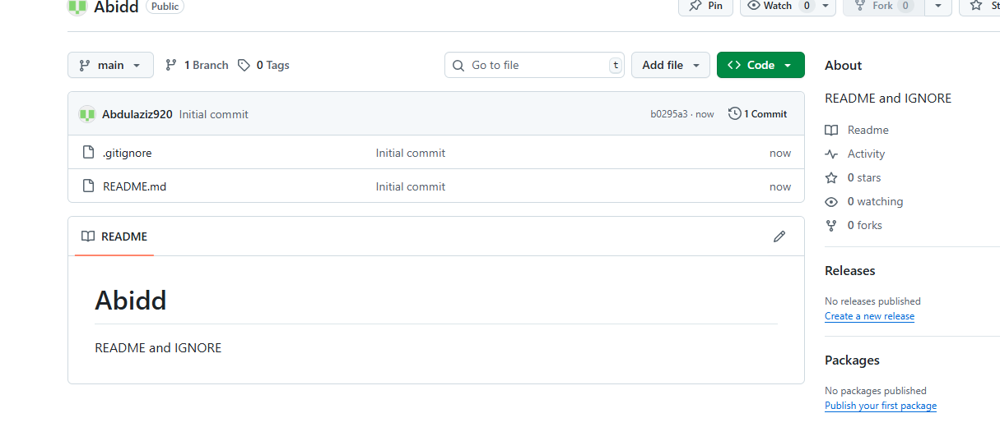 Abidd Public Pin Watch 0 Fork 0 St
main 1 Branch 0 Tags Go to file t Add file Code
Abdulaziz920 Initial commit b0295a3 · now 1 Commit
.gitignore Initial commit now
README.md Initial commit now
README
Abidd
README and IGNORE
About
README and IGNORE
Readme
Activity
0 stars
0 watching
0 forks
Releases
No releases published
Create a new release
Packages
No packages published
Publish your first package